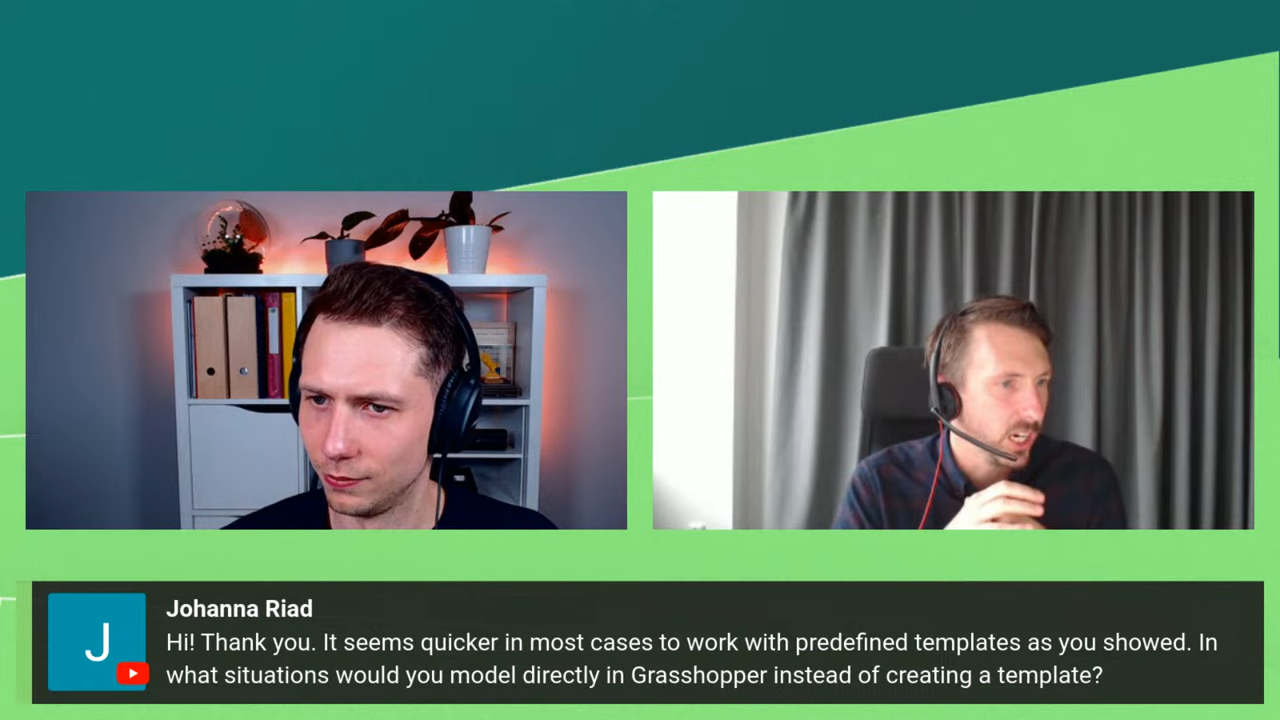 Johanna Riad
J
Hi! Thank you. It seems quicker in most cases to work with predefined templates as you showed. In
what situations would you model directly in Grasshopper instead of creating a template?